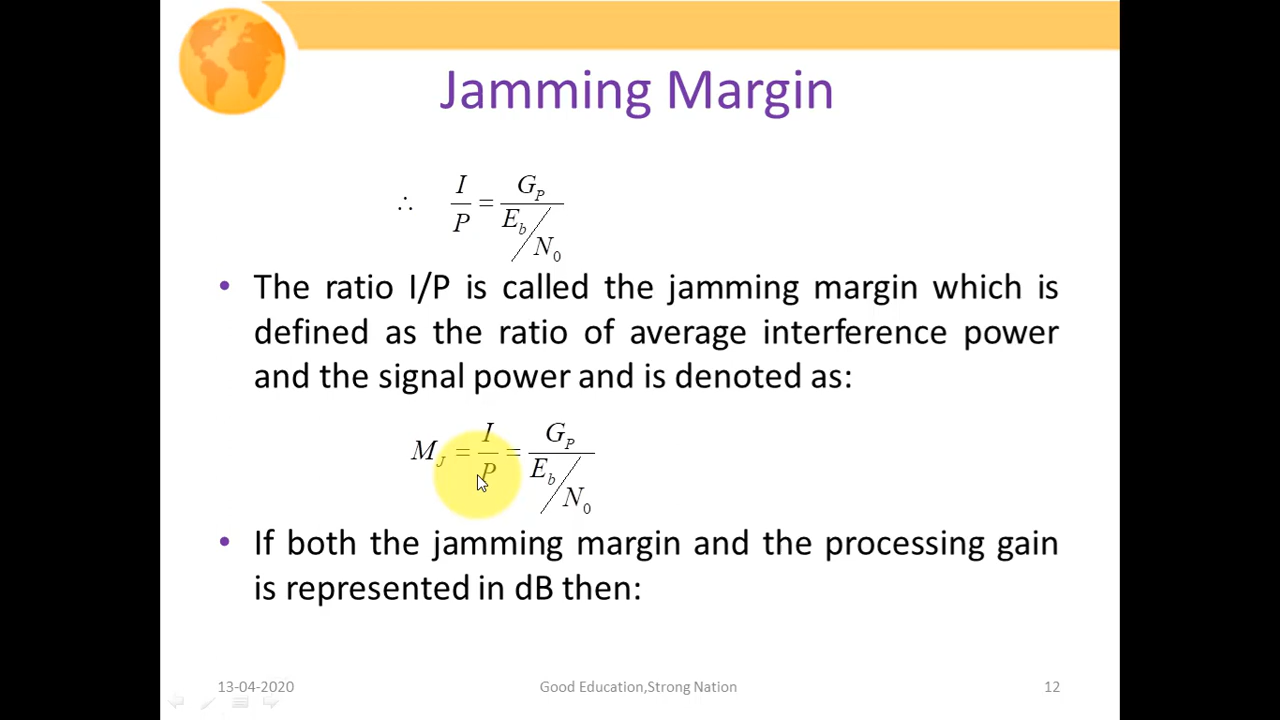 Jamming Margin
∴ I/P = G_P / (E_b/N_0)
• The ratio I/P is called the jamming margin which is
defined as the ratio of average interference power
and the signal power and is denoted as:
M_J = I/P = G_P / (E_b/N_0)
• If both the jamming margin and the processing gain
is represented in dB then:
13-04-2020 Good Education,Strong Nation 12